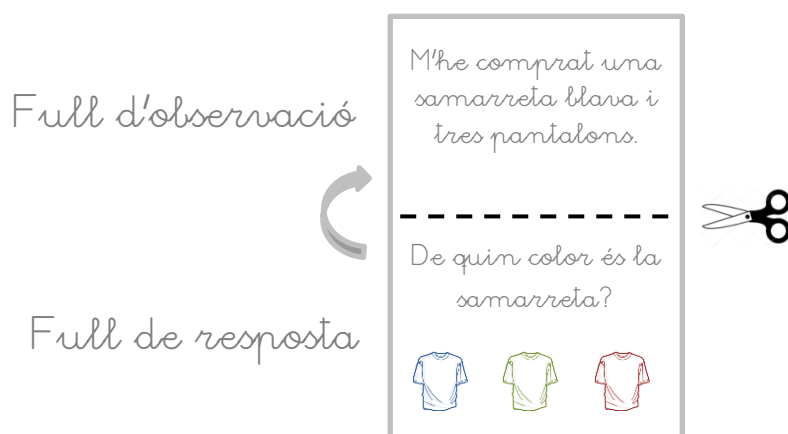 Full d'observació
M'he comprat una
samarreta blava i
tres pantalons.
De quin color és la
samarreta?
Full de resposta